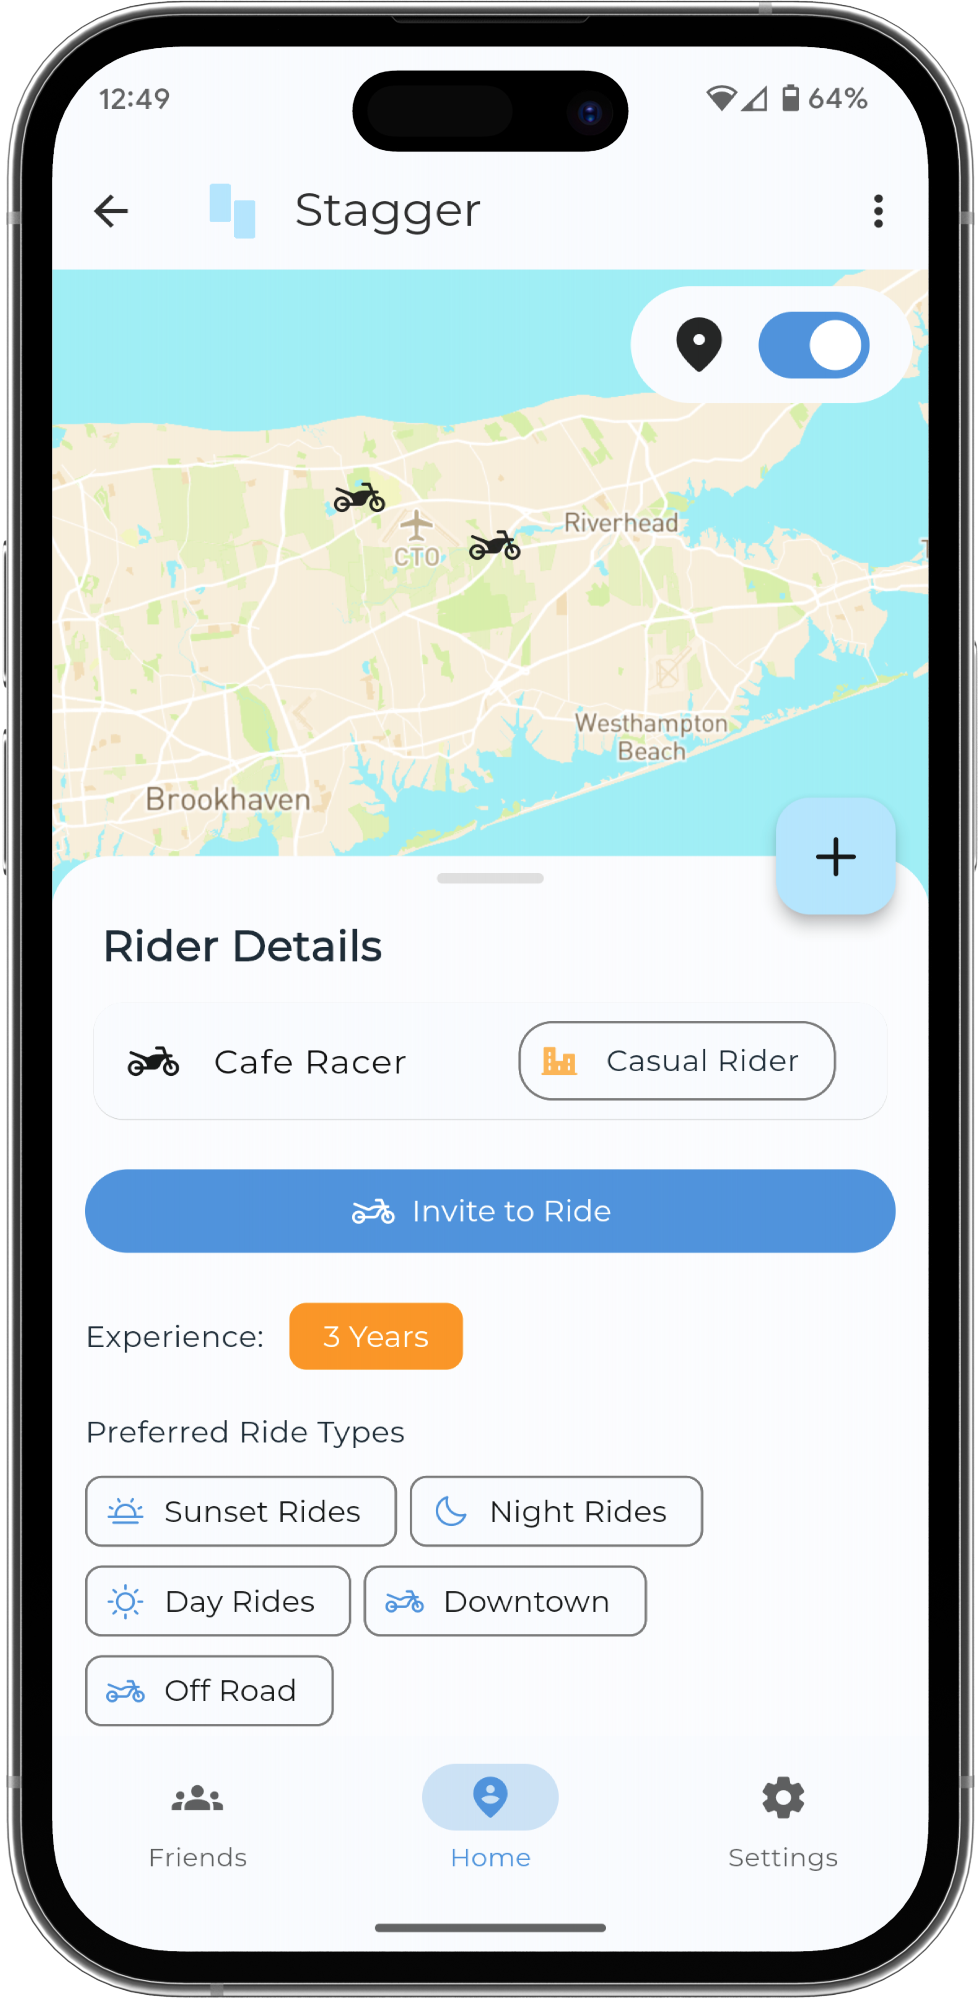 12:49
64%
Stagger
Riverhead
CTO
Westhampton
Beach
Brookhaven
Rider Details
Cafe Racer
Casual Rider
Invite to Ride
Experience:
3 Years
Preferred Ride Types
Sunset Rides
Night Rides
Day Rides
Downtown
Off Road
Friends
Home
Settings